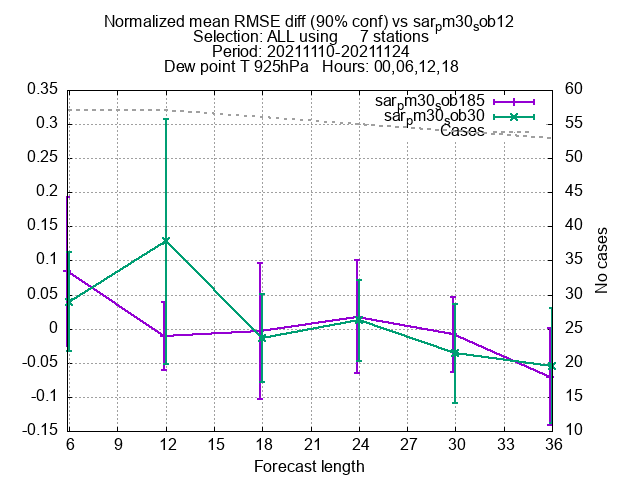 Normalized mean RMSE diff (90% conf) vs sarpm30sob12
Selection: ALL using 7 stations
Period: 20211110-20211124
Dew point T 925hPa Hours: 00,06,12,18
0.35
0.3
0.25
0.2
0.15
0.1
0.05
0
-0.05
-0.1
-0.15
sarpm30sob185
sarpm30sob30
Cases
60
55
50
45
40
35
30
25
20
15
10
No cases
6 9 12 15 18 21 24 27 30 33 36
Forecast length